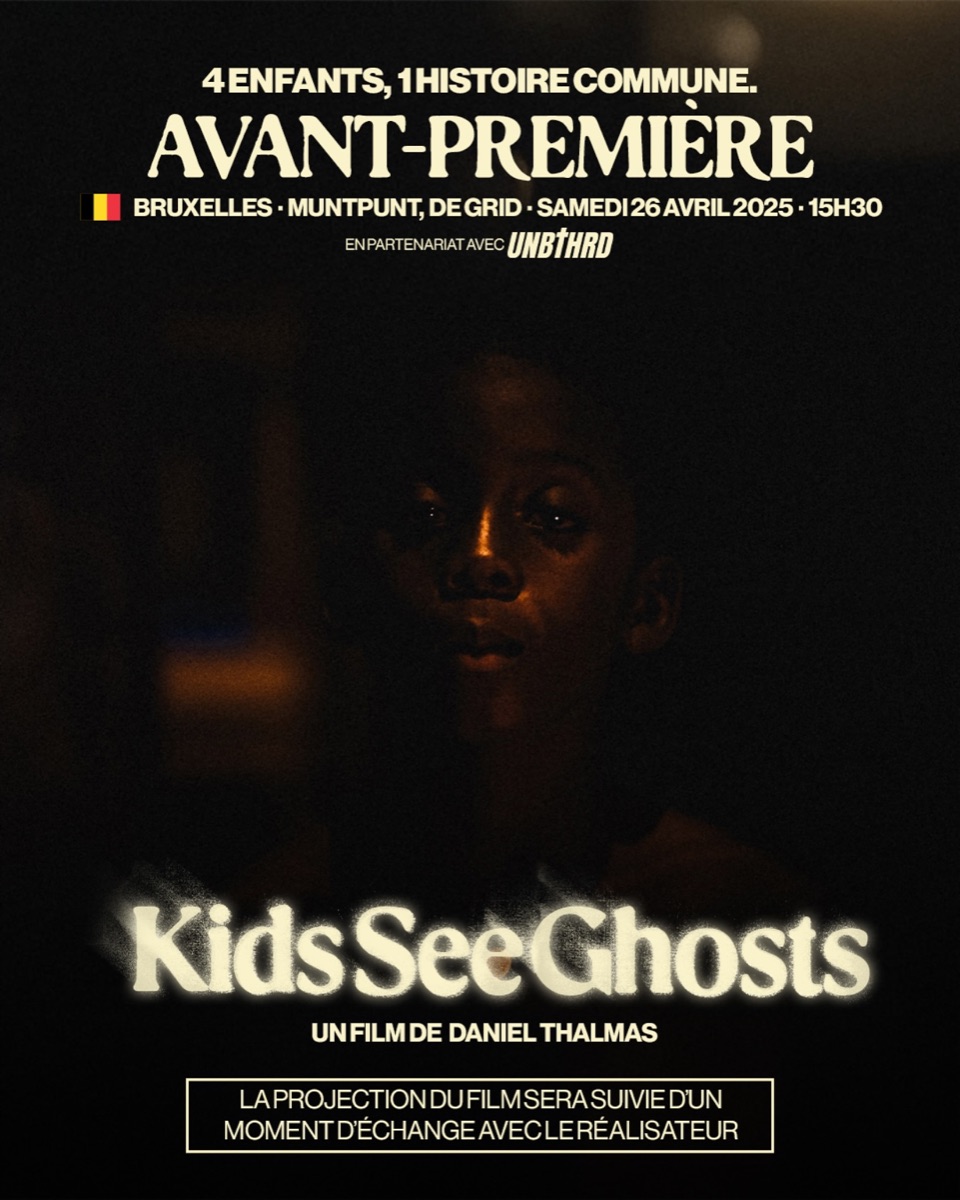 4 ENFANTS, 1 HISTOIRE COMMUNE.
AVANT-PREMIÈRE
BRUXELLES · MUNTPUNT, DE GRID · SAMEDI 26 AVRIL 2025 · 15H30
EN PARTENARIAT AVEC UNBTHRD
Kids See Ghosts
UN FILM DE DANIEL THALMAS
LA PROJECTION DU FILM SERA SUIVIE D'UN
MOMENT D'ÉCHANGE AVEC LE RÉALISATEUR